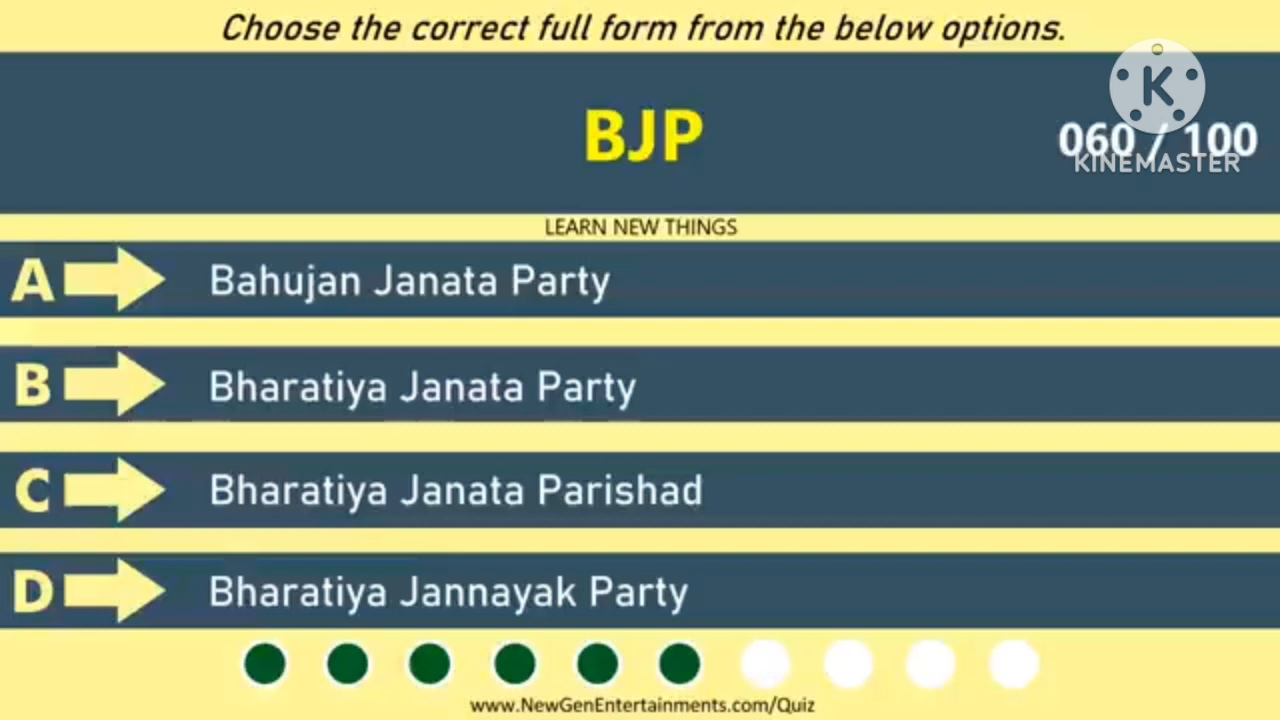 Choose the correct full form from the below options.
BJP
K
060 / 100
KINEMASTER
LEARN NEW THINGS
A Bahujan Janata Party
B Bharatiya Janata Party
C Bharatiya Janata Parishad
D Bharatiya Jannayak Party
www.NewGenEntertainments.com/Quiz